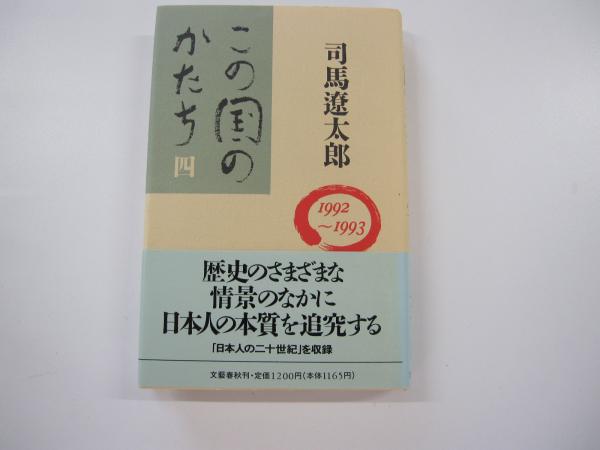 この国の
かたち 四
司馬遼太郎
1992
〜1993
歴史のさまざまな
情景のなかに
日本人の本質を追究する
「日本人の二十世紀」を収録
文藝春秋刊・定価1200円(本体1165円)